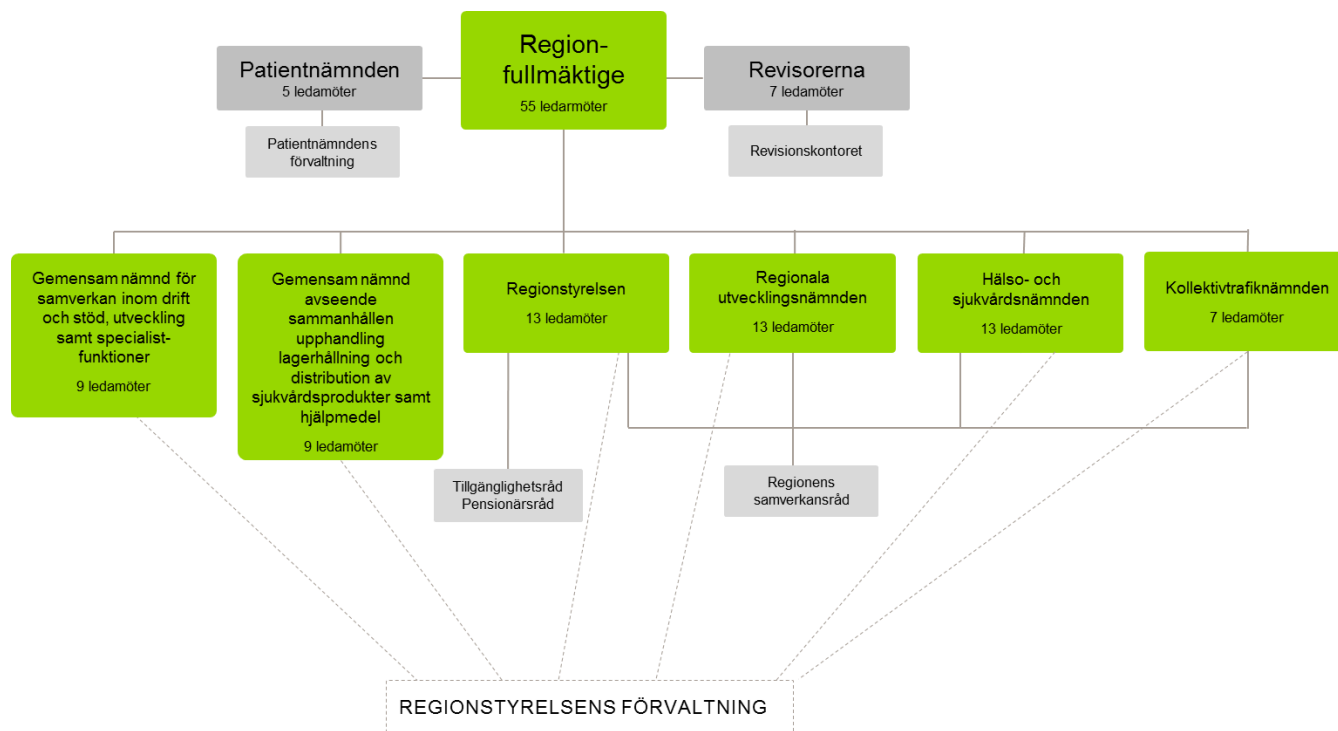 Region-
fullmäktige
55 ledarmöter
Patientnämnden
5 ledamöter
Revisorerna
7 ledamöter
Patientnämndens
förvaltning
Revisionskontoret
Gemensam nämnd för
samverkan inom drift
och stöd, utveckling
samt specialist-
funktioner
9 ledamöter
Gemensam nämnd
avseende
sammanhållen
upphandling
lagerhållning och
distribution av
sjukvårdsprodukter samt
hjälpmedel
9 ledamöter
Regionstyrelsen
13 ledamöter
Regionala
utvecklingsnämnden
13 ledamöter
Hälso- och
sjukvårdsnämnden
13 ledamöter
Kollektivtrafiknämnden
7 ledamöter
Tillgänglighetsråd
Pensionärsråd
Regionens
samverkansråd
REGIONSTYRELSENS FÖRVALTNING